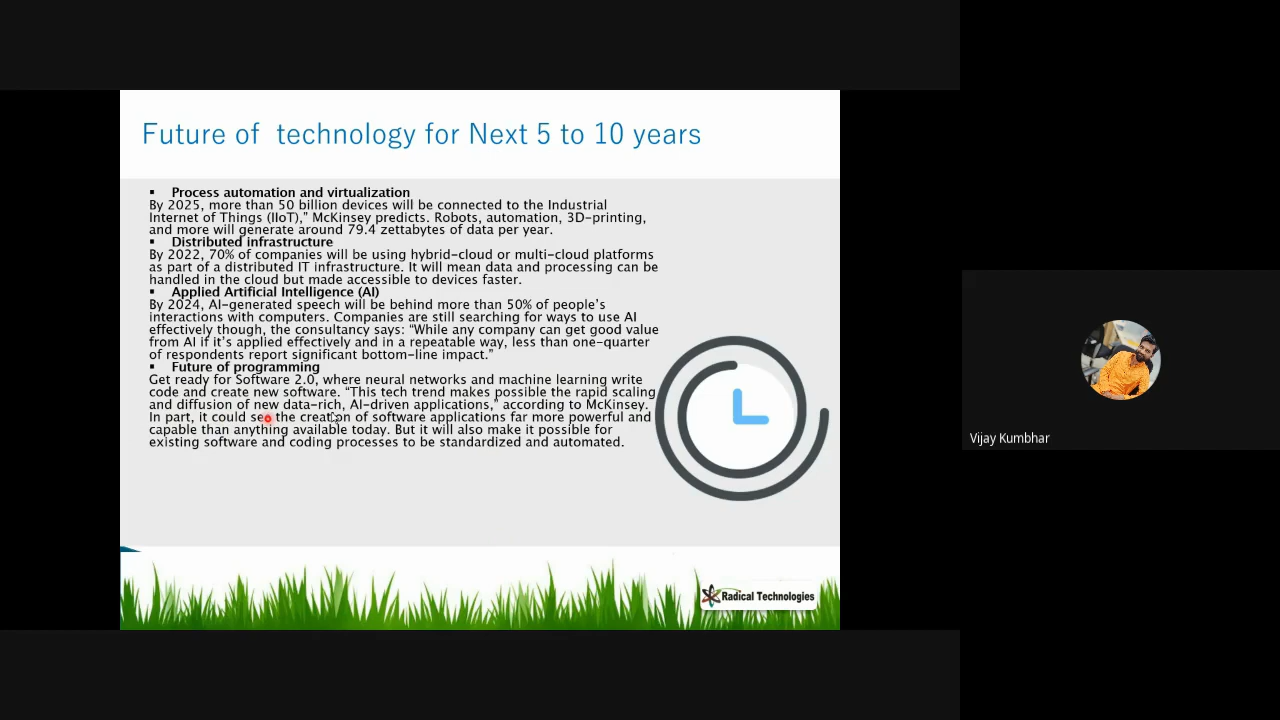 Future of technology for Next 5 to 10 years
▪ Process automation and virtualization
By 2025, more than 50 billion devices will be connected to the Industrial
Internet of Things (IIoT)," McKinsey predicts. Robots, automation, 3D-printing,
and more will generate around 79.4 zettabytes of data per year.
▪ Distributed infrastructure
By 2022, 70% of companies will be using hybrid-cloud or multi-cloud platforms
as part of a distributed IT infrastructure. It will mean data and processing can be
handled in the cloud but made accessible to devices faster.
▪ Applied Artificial Intelligence (AI)
By 2024, AI-generated speech will be behind more than 50% of people's
interactions with computers. Companies are still searching for ways to use AI
effectively though, the consultancy says: "While any company can get good value
from AI if it's applied effectively and in a repeatable way, less than one-quarter
of respondents report significant bottom-line impact."
▪ Future of programming
Get ready for Software 2.0, where neural networks and machine learning write
code and create new software. "This tech trend makes possible the rapid scaling
and diffusion of new data-rich, AI-driven applications," according to McKinsey.
In part, it could see the creation of software applications far more powerful and
capable than anything available today. But it will also make it possible for
existing software and coding processes to be standardized and automated.
Radical Technologies
Vijay Kumbhar